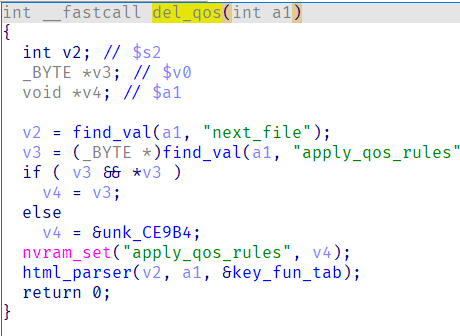 int __fastcall del_qos(int a1)
{
  int v2; // $s2
  _BYTE *v3; // $v0
  void *v4; // $a1

  v2 = find_val(a1, "next_file");
  v3 = (_BYTE *)find_val(a1, "apply_qos_rules"
  if ( v3 && *v3 )
    v4 = v3;
  else
    v4 = &unk_CE9B4;
  nvram_set("apply_qos_rules", v4);
  html_parser(v2, a1, &key_fun_tab);
  return 0;
}